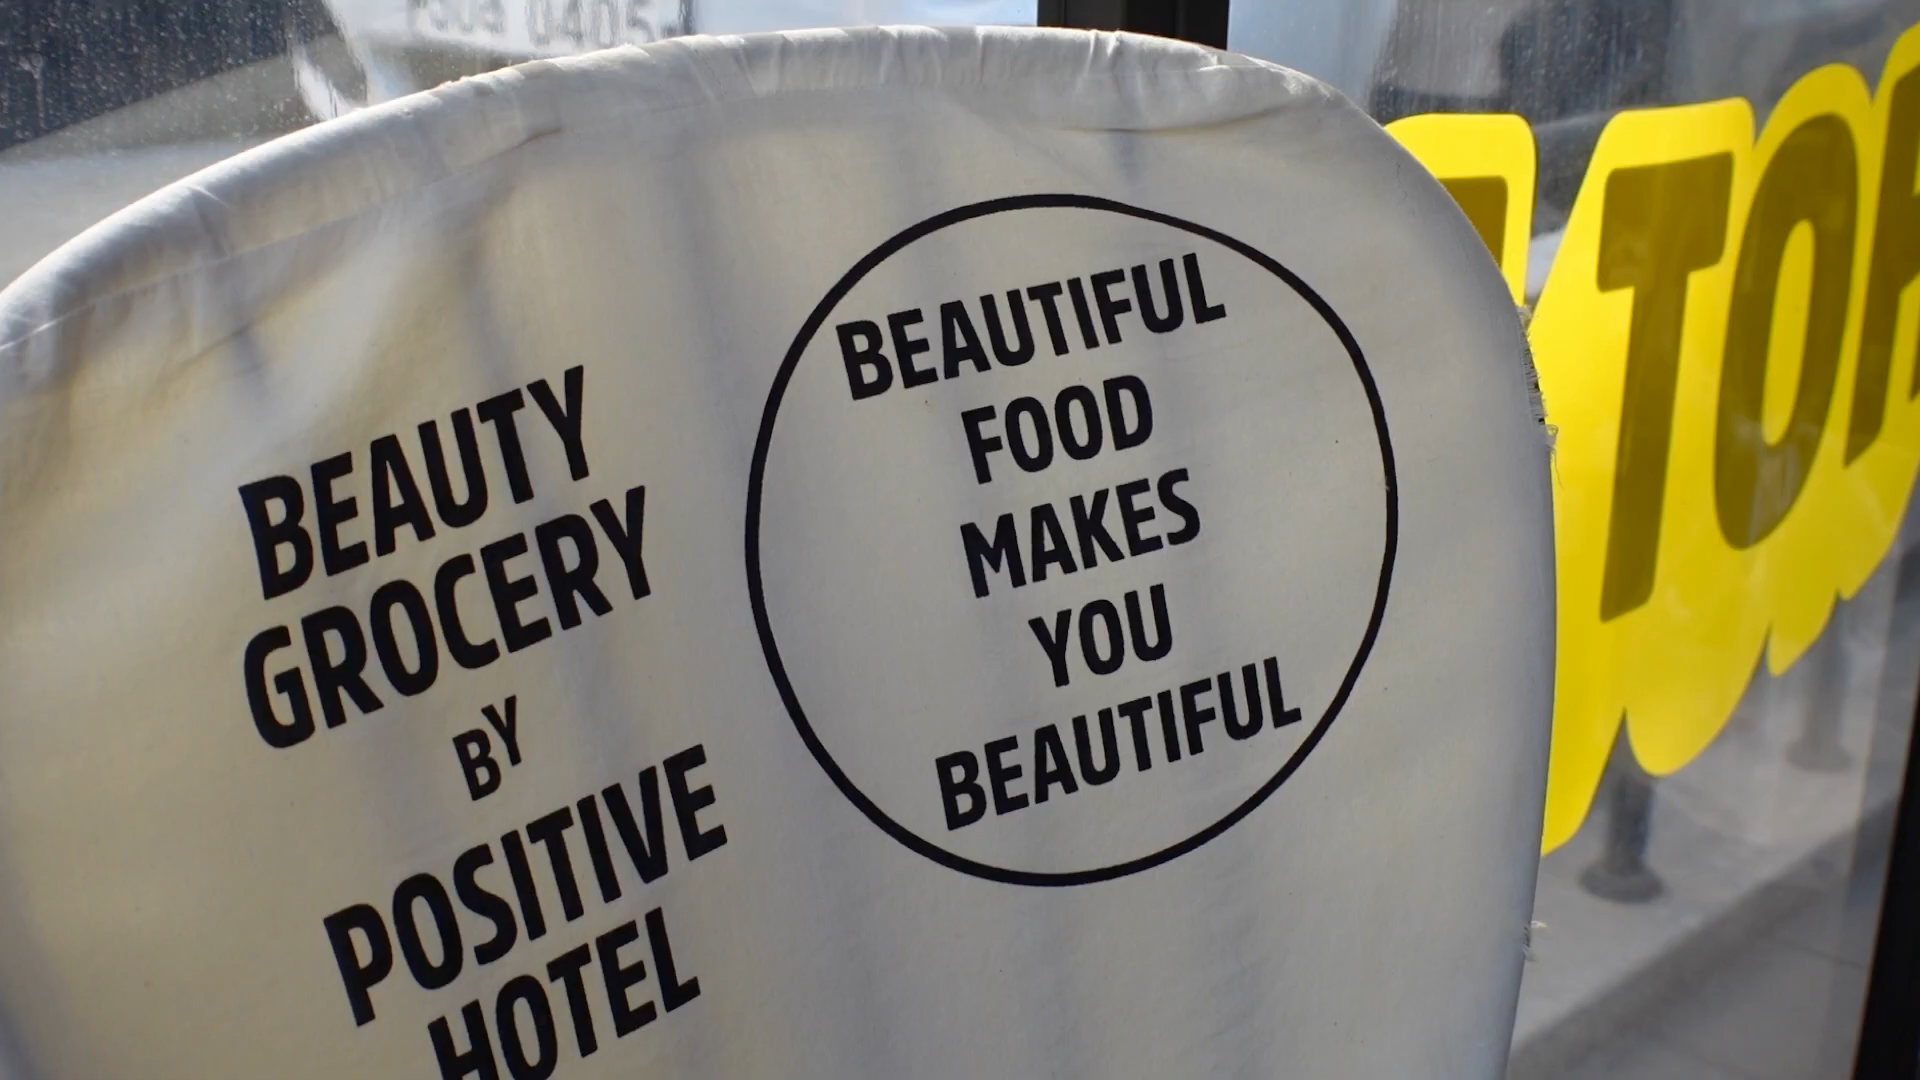 BEAUTY
GROCERY
BY
POSITIVE
HOTEL
BEAUTIFUL
FOOD
MAKES
YOU
BEAUTIFUL